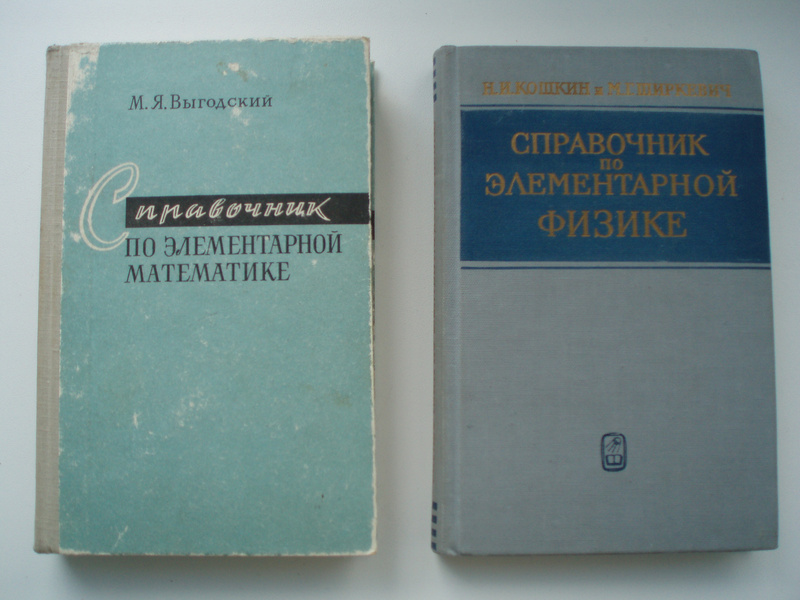 М. Я. Выгодский
Справочник
ПО ЭЛЕМЕНТАРНОЙ
МАТЕМАТИКЕ
Н.И.КОШКИН и М.Г.ШИРКЕВИЧ
СПРАВОЧНИК
ПО
ЭЛЕМЕНТАРНОЙ
ФИЗИКЕ